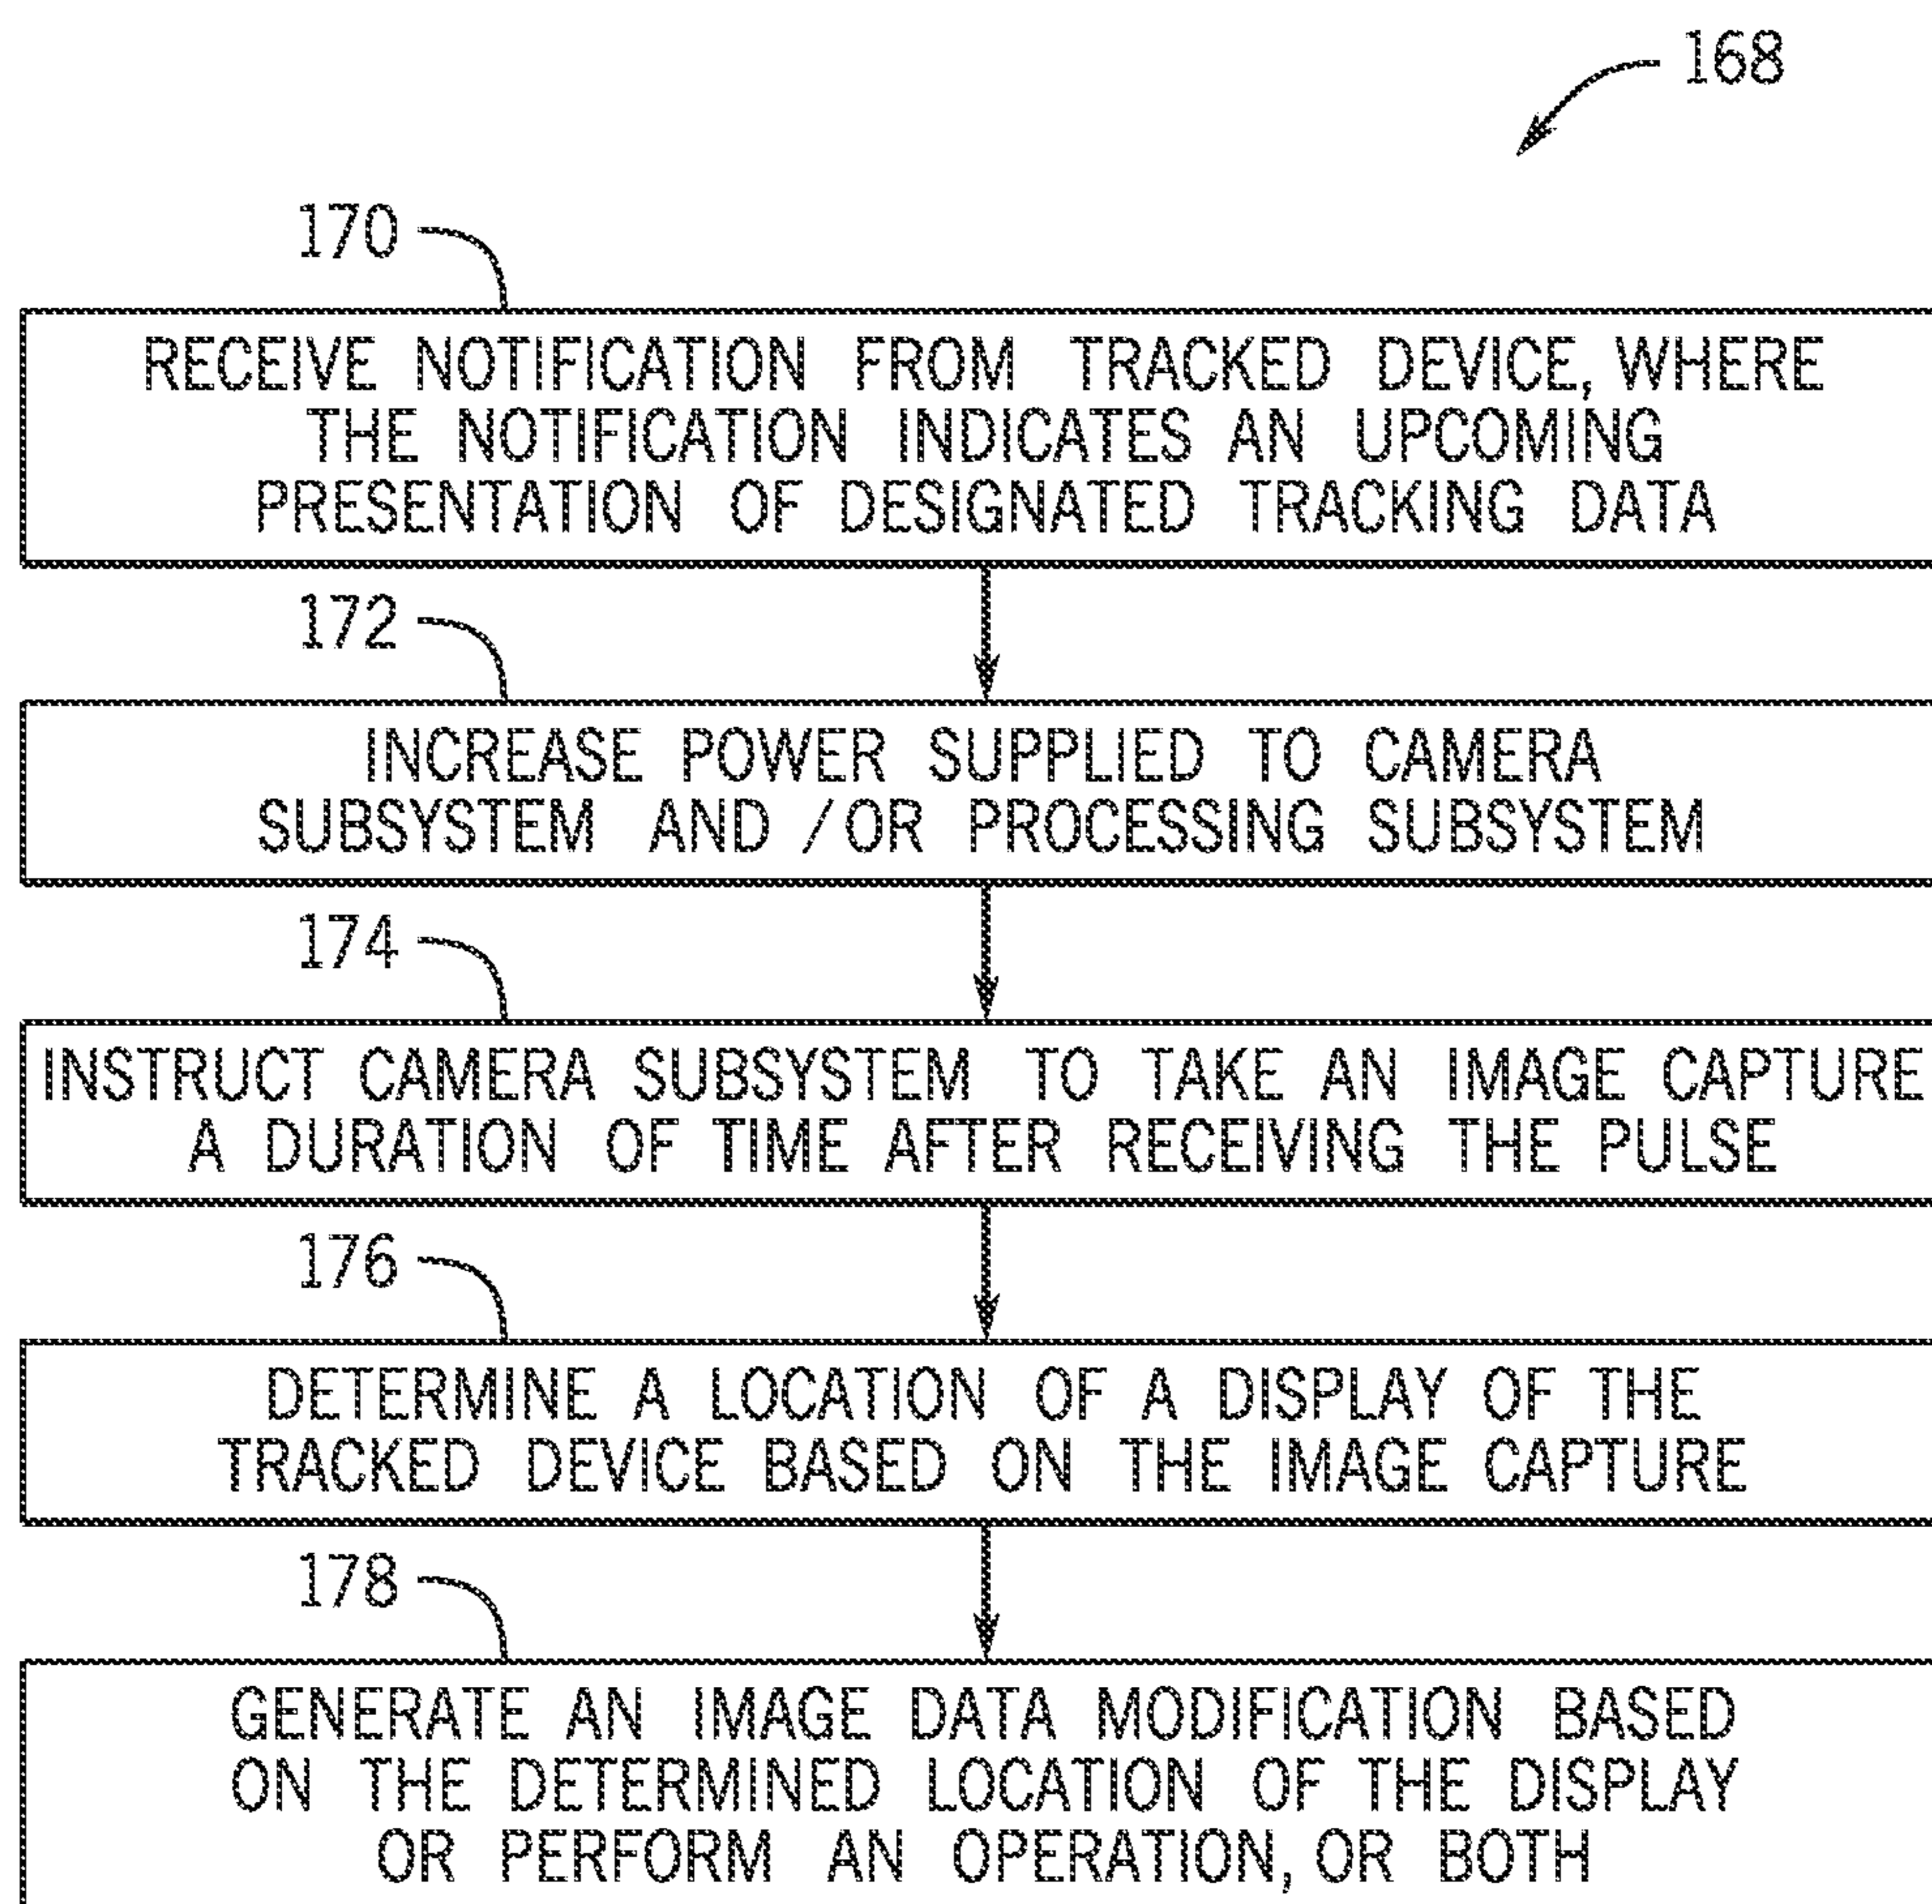 168
170
RECEIVE NOTIFICATION FROM TRACKED DEVICE, WHERE
THE NOTIFICATION INDICATES AN UPCOMING
PRESENTATION OF DESIGNATED TRACKING DATA
172
INCREASE POWER SUPPLIED TO CAMERA
SUBSYSTEM AND /OR PROCESSING SUBSYSTEM
174
INSTRUCT CAMERA SUBSYSTEM TO TAKE AN IMAGE CAPTURE
A DURATION OF TIME AFTER RECEIVING THE PULSE
176
DETERMINE A LOCATION OF A DISPLAY OF THE
TRACKED DEVICE BASED ON THE IMAGE CAPTURE
178
GENERATE AN IMAGE DATA MODIFICATION BASED
ON THE DETERMINED LOCATION OF THE DISPLAY
OR PERFORM AN OPERATION, OR BOTH